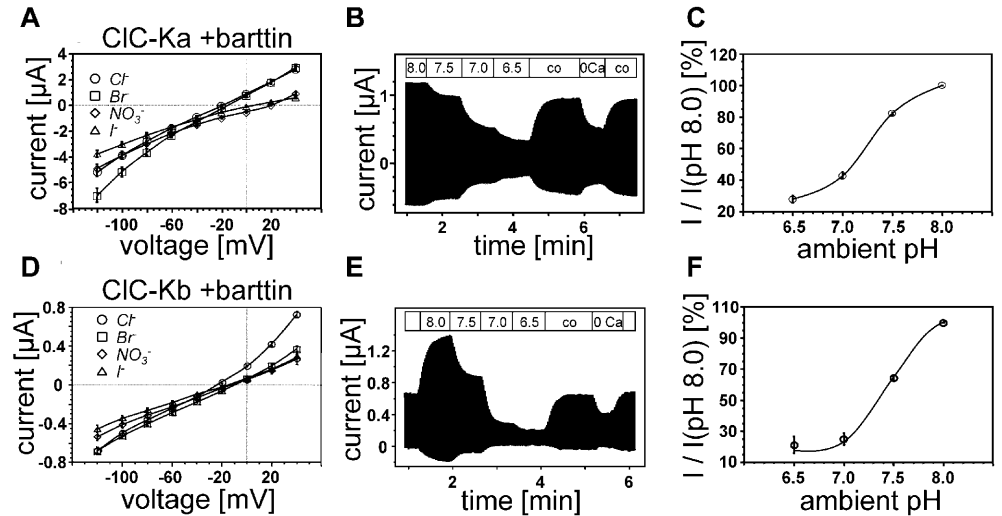 A
ClC-Ka +barttin
current [µA]
4
2
0
-2
-4
-6
-8
Cl-
Br-
NO3-
I-
-100 -60 -20 20
voltage [mV]
B
8.0 7.5 7.0 6.5 co 0Ca co
current [µA]
1
0
2 4 6
time [min]
C
I / I(pH 8.0) [%]
100
80
60
40
20
6.5 7.0 7.5 8.0
ambient pH
D
ClC-Kb +barttin
current [µA]
0.8
0.4
0
-0.4
-0.8
Cl-
Br-
NO3-
I-
-100 -60 -20 20
voltage [mV]
E
8.0 7.5 7.0 6.5 co 0 Ca
current [µA]
1.2
0.8
0.4
0
2 4 6
time [min]
F
I / I(pH 8.0) [%]
110
90
70
50
30
10
6.5 7.0 7.5 8.0
ambient pH